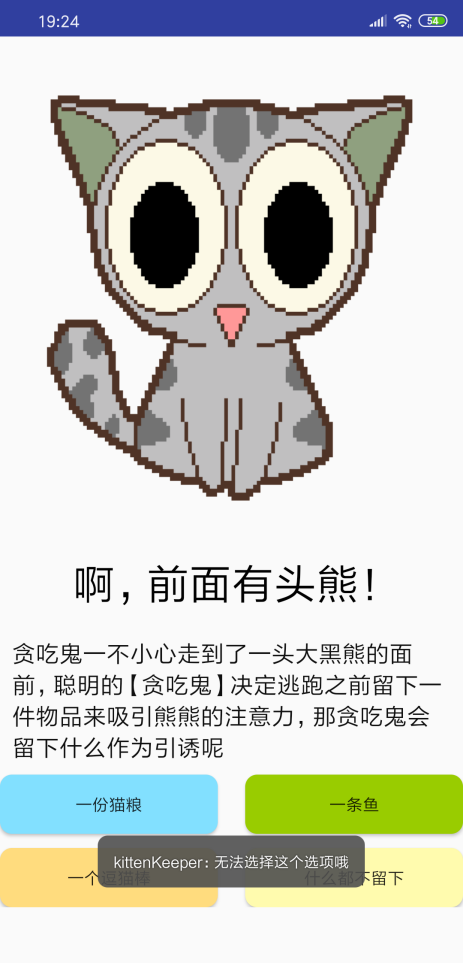 19:24
54
啊，前面有头熊！
贪吃鬼一不小心走到了一头大黑熊的面
前，聪明的【贪吃鬼】决定逃跑之前留下一
件物品来吸引熊熊的注意力，那贪吃鬼会
留下什么作为引诱呢
一份猫粮
一条鱼
kittenKeeper：无法选择这个选项哦
一个逗猫棒
什么都不留下